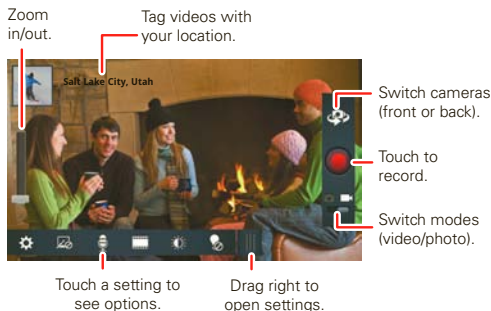 Zoom
in/out.
Tag videos with
your location.
Salt Lake City, Utah
Switch cameras
(front or back).
Touch to
record.
Switch modes
(video/photo).
Touch a setting to
see options.
Drag right to
open settings.